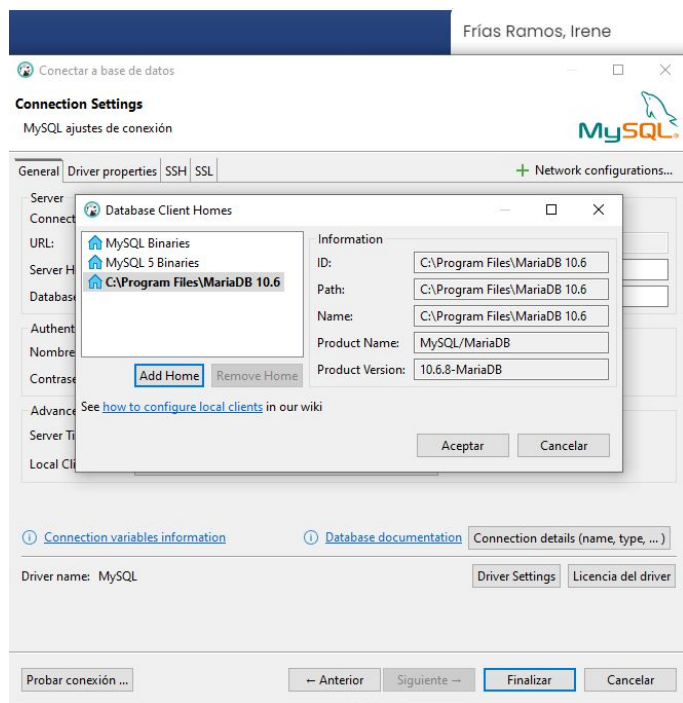 Frías Ramos, Irene
Conectar a base de datos
Connection Settings
MySQL ajustes de conexión
MySQL
General Driver properties SSH SSL
Network configurations...
Server
Connect
URL:
Server H
Database
Authent
Nombre
Contrase
Advance
Server Ti
Local Cli
Database Client Homes
MySQL Binaries
MySQL 5 Binaries
C:\Program Files\MariaDB 10.6
Add Home Remove Home
Information
ID: C:\Program Files\MariaDB 10.6
Path: C:\Program Files\MariaDB 10.6
Name: C:\Program Files\MariaDB 10.6
Product Name: MySQL/MariaDB
Product Version: 10.6.8-MariaDB
See how to configure local clients in our wiki
Aceptar Cancelar
Connection variables information
Database documentation
Connection details (name, type, ... )
Driver name: MySQL
Driver Settings Licencia del driver
Probar conexión ...
← Anterior Siguiente → Finalizar Cancelar